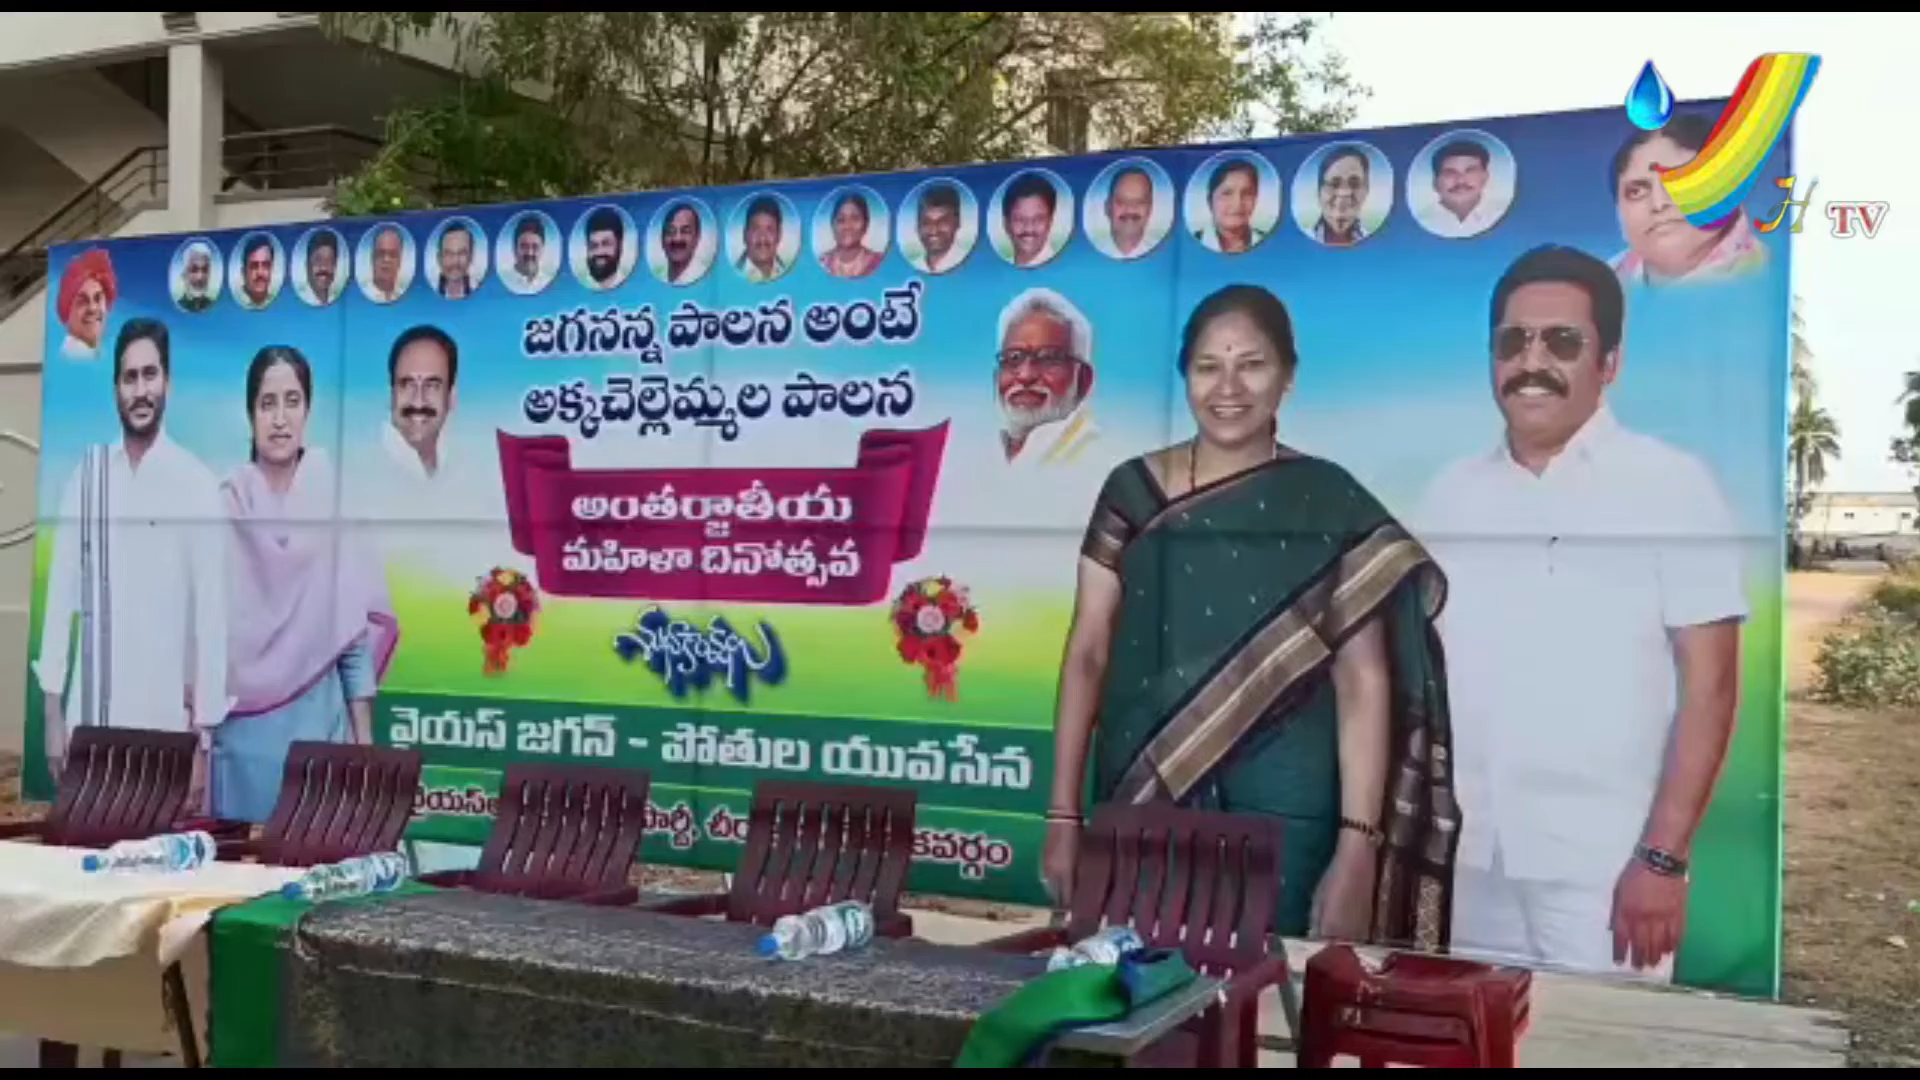 H TV
జగనన్న పాలన అంటే
అక్కచెల్లెమ్మల పాలన
అంతర్జాతీయ
మహిళా దినోత్సవ
శుభాకాంక్షలు
వైయస్ జగన్ - పోతుల యువసేన
పార్టీ,